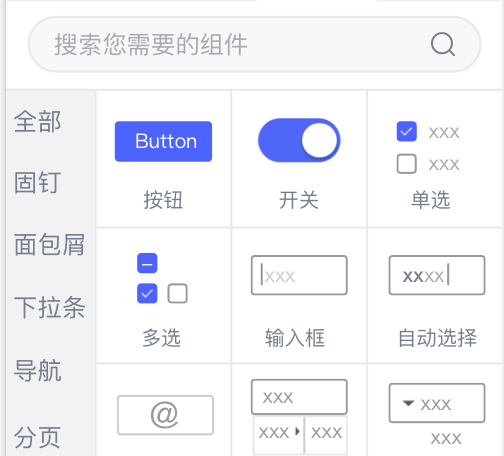 搜索您需要的组件
全部
固钉
面包屑
下拉条
导航
分页
Button
按钮
开关
xxx
xxx
单选
多选
xxx
输入框
xxxx
自动选择
@
xxx
xxx
xxx
xxx
xxx